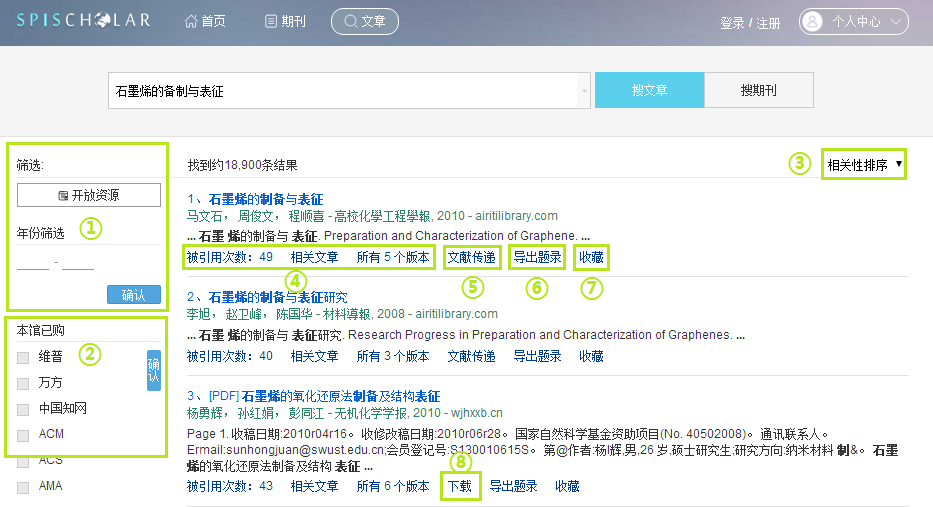 SPISCHOLAR 首页 期刊 文章 登录 / 注册 个人中心
石墨烯的备制与表征 搜文章 搜期刊
筛选:
开放资源
①
年份筛选
-
确认
本馆已购
②
维普
万方
中国知网
ACM
ACS
AMA
确认
找到约18,900条结果 ③ 相关性排序
1、石墨烯的制备与表征
马文石, 周俊文, 程顺喜 - 高校化學工程學報, 2010 - airitilibrary.com
... 石墨 烯的制备与 表征. Preparation and Characterization of Graphene. ...
被引用次数：49 相关文章 所有 5 个版本 文献传递 导出题录 收藏
④ ⑤ ⑥ ⑦
2、石墨烯的制备与表征研究
李旭, 赵卫峰, 陈国华 - 材料導報, 2008 - airitilibrary.com
... 石墨 烯的制备与 表征研究. Research Progress in Preparation and Characterization of Graphenes. ...
被引用次数：40 相关文章 所有 3 个版本 文献传递 导出题录 收藏
3、[PDF] 石墨烯的氧化还原法制备及结构表征
杨勇辉, 孙红娟, 彭同江 - 无机化学学报, 2010 - wjhxxb.cn
Page 1. 收稿日期:2010r04r16。 收修改稿日期:2010r06r28。 国家自然科学基金资助项目(No. 40502008)。 通讯联系人。
Ermail:sunhongjuan@swust.edu.cn;会员登记号:S130010615S。 第@作者:杨/辉,男,26 岁,硕士研究生;研究方向:纳米材料 制&。 石墨
烯的氧化还原法制备及结构 表征 ...
⑧
被引用次数：43 相关文章 所有 6 个版本 下载 导出题录 收藏